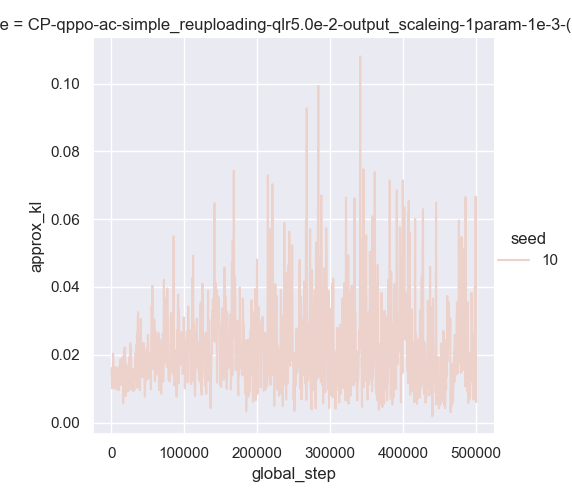 e = CP-qppo-ac-simple_reuploading-qlr5.0e-2-output_scaleing-1param-1e-3-(
0.10
0.08
0.06
0.04
0.02
0.00
approx_kl
0 100000 200000 300000 400000 500000
global_step
seed
10